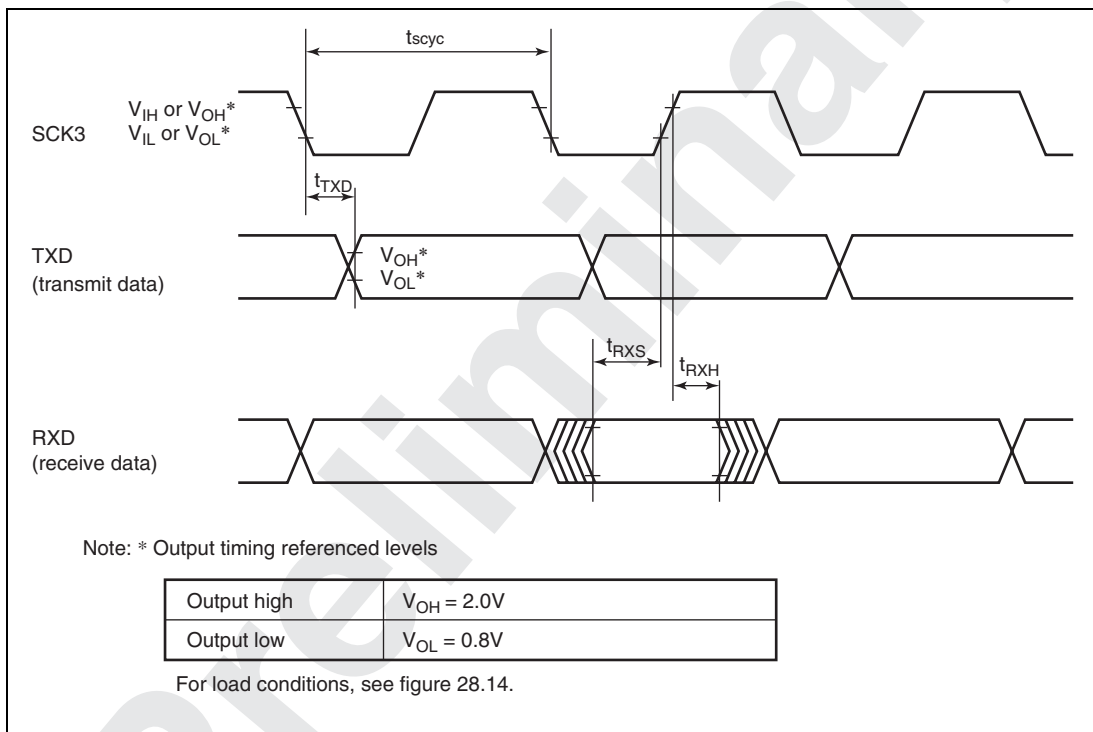 tscyc
SCK3
VIH or VOH*
VIL or VOL*
tTXD
TXD
(transmit data)
VOH*
VOL*
tRXS
tRXH
RXD
(receive data)
Note: * Output timing referenced levels
Output high VOH = 2.0V
Output low VOL = 0.8V
For load conditions, see figure 28.14.
Preliminar